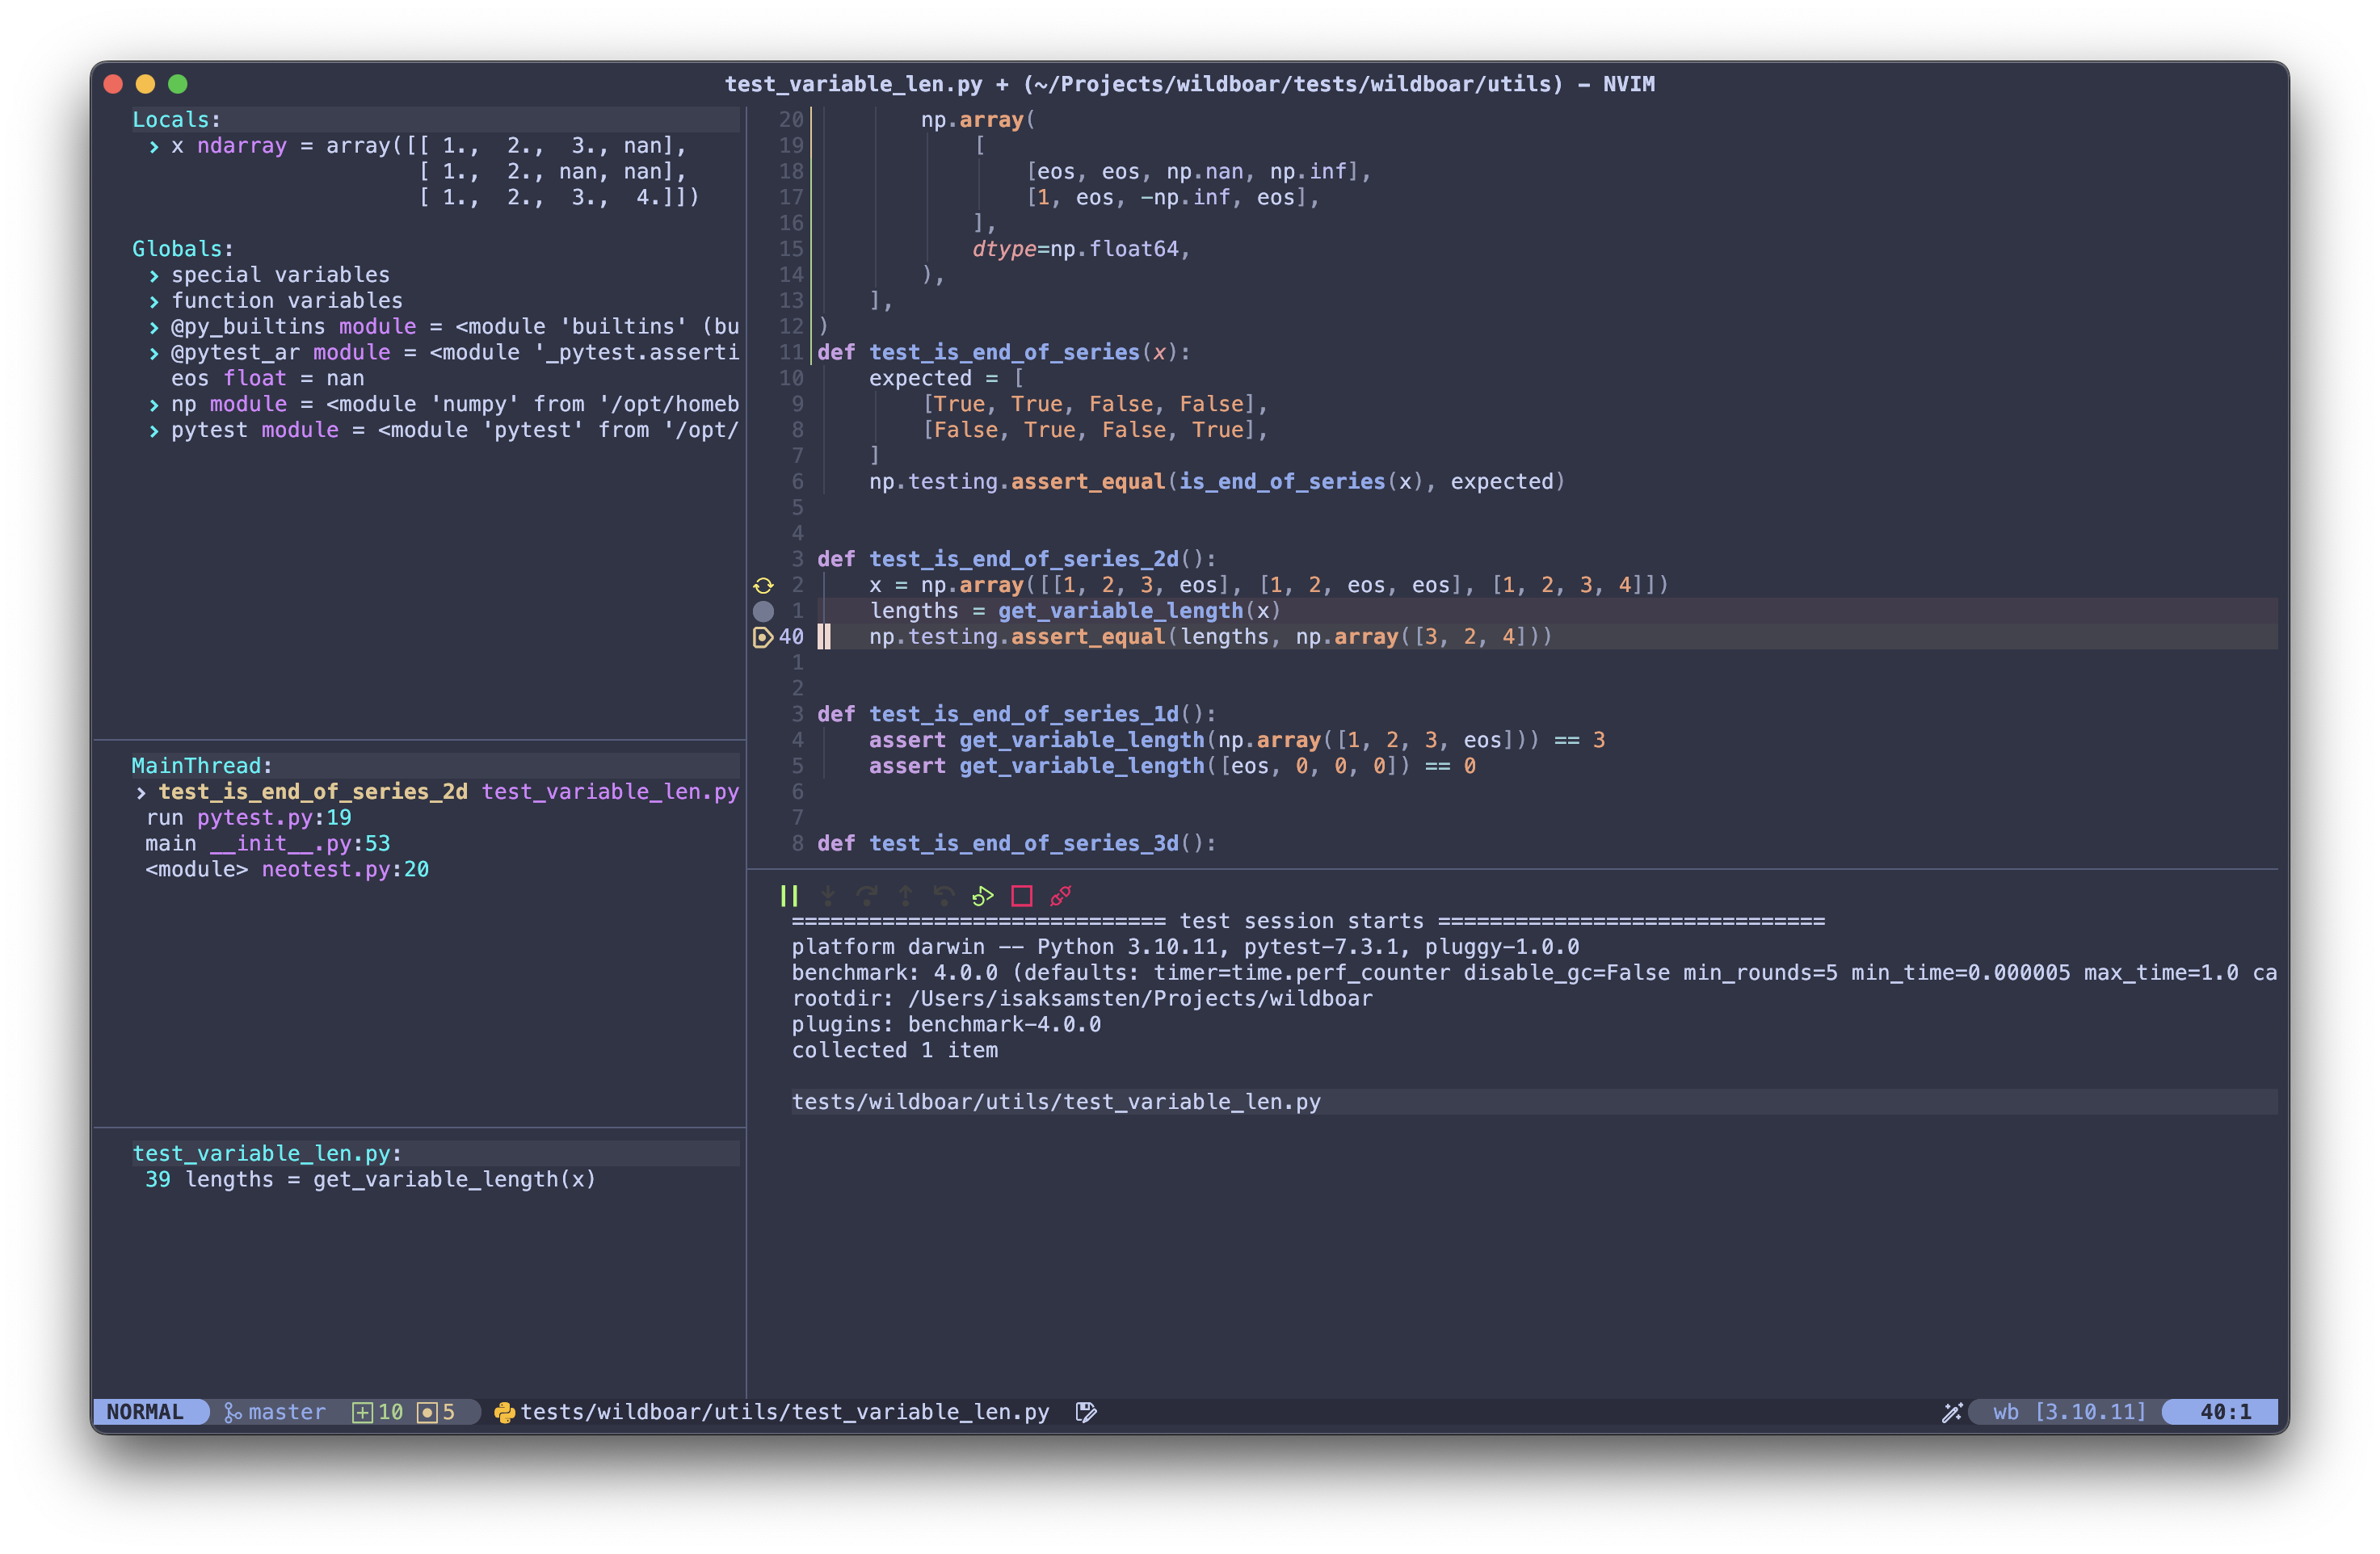 test_variable_len.py + (~/Projects/wildboar/tests/wildboar/utils) – NVIM
Locals:
x ndarray = array([[ 1.,  2.,  3., nan],
[ 1.,  2., nan, nan],
[ 1.,  2.,  3.,  4.]])
Globals:
special variables
function variables
@py_builtins module = <module 'builtins' (bu
@pytest_ar module = <module '_pytest.asserti
eos float = nan
np module = <module 'numpy' from '/opt/homeb
pytest module = <module 'pytest' from '/opt/
MainThread:
test_is_end_of_series_2d test_variable_len.py
run pytest.py:19
main __init__.py:53
<module> neotest.py:20
test_variable_len.py:
39 lengths = get_variable_length(x)
20 np.array(
19 [
18 [eos, eos, np.nan, np.inf],
17 [1, eos, -np.inf, eos],
16 ],
15 dtype=np.float64,
14 ),
13 ],
12 )
11 def test_is_end_of_series(x):
10 expected = [
9 [True, True, False, False],
8 [False, True, False, True],
7 ]
6 np.testing.assert_equal(is_end_of_series(x), expected)
5
4
3 def test_is_end_of_series_2d():
2 x = np.array([[1, 2, 3, eos], [1, 2, eos, eos], [1, 2, 3, 4]])
1 lengths = get_variable_length(x)
40 np.testing.assert_equal(lengths, np.array([3, 2, 4]))
1
2
3 def test_is_end_of_series_1d():
4 assert get_variable_length(np.array([1, 2, 3, eos])) == 3
5 assert get_variable_length([eos, 0, 0, 0]) == 0
6
7
8 def test_is_end_of_series_3d():
============================= test session starts ==============================
platform darwin -- Python 3.10.11, pytest-7.3.1, pluggy-1.0.0
benchmark: 4.0.0 (defaults: timer=time.perf_counter disable_gc=False min_rounds=5 min_time=0.000005 max_time=1.0 ca
rootdir: /Users/isaksamsten/Projects/wildboar
plugins: benchmark-4.0.0
collected 1 item
tests/wildboar/utils/test_variable_len.py
NORMAL master 10 5 tests/wildboar/utils/test_variable_len.py wb [3.10.11] 40:1